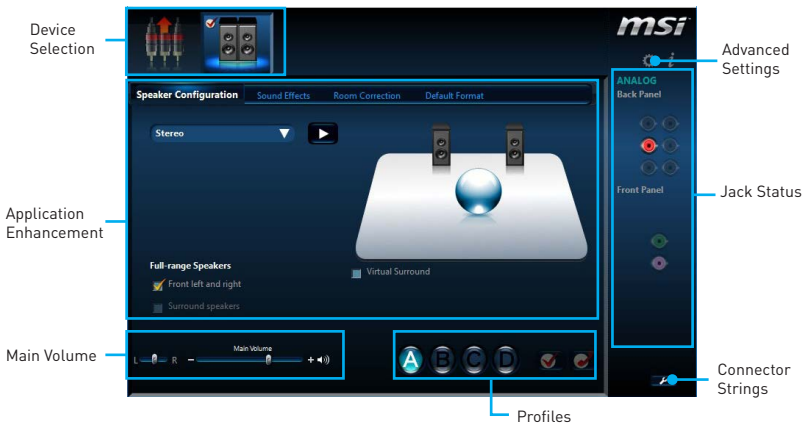 Device
Selection
msi
Advanced
Settings
ANALOG
Back Panel
Speaker Configuration
Sound Effects
Room Correction
Default Format
Stereo
Application
Enhancement
Front Panel
Jack Status
Full-range Speakers
Front left and right
Surround speakers
Virtual Surround
Main Volume
Main Volume
L
R
A
B
C
D
Connector
Strings
Profiles